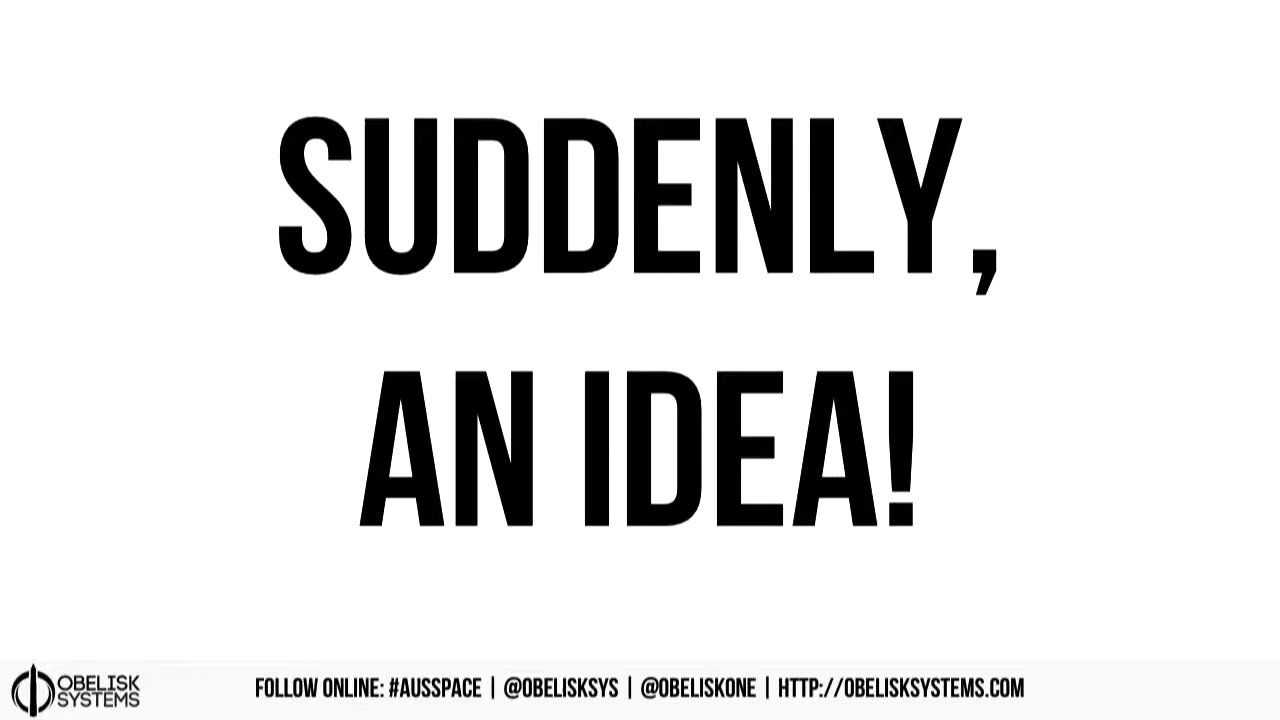 SUDDENLY,
AN IDEA!
OBELISK
SYSTEMS
FOLLOW ONLINE: #AUSSPACE | @OBELISKSYS | @OBELISKONE | HTTP://OBELISKSYSTEMS.COM